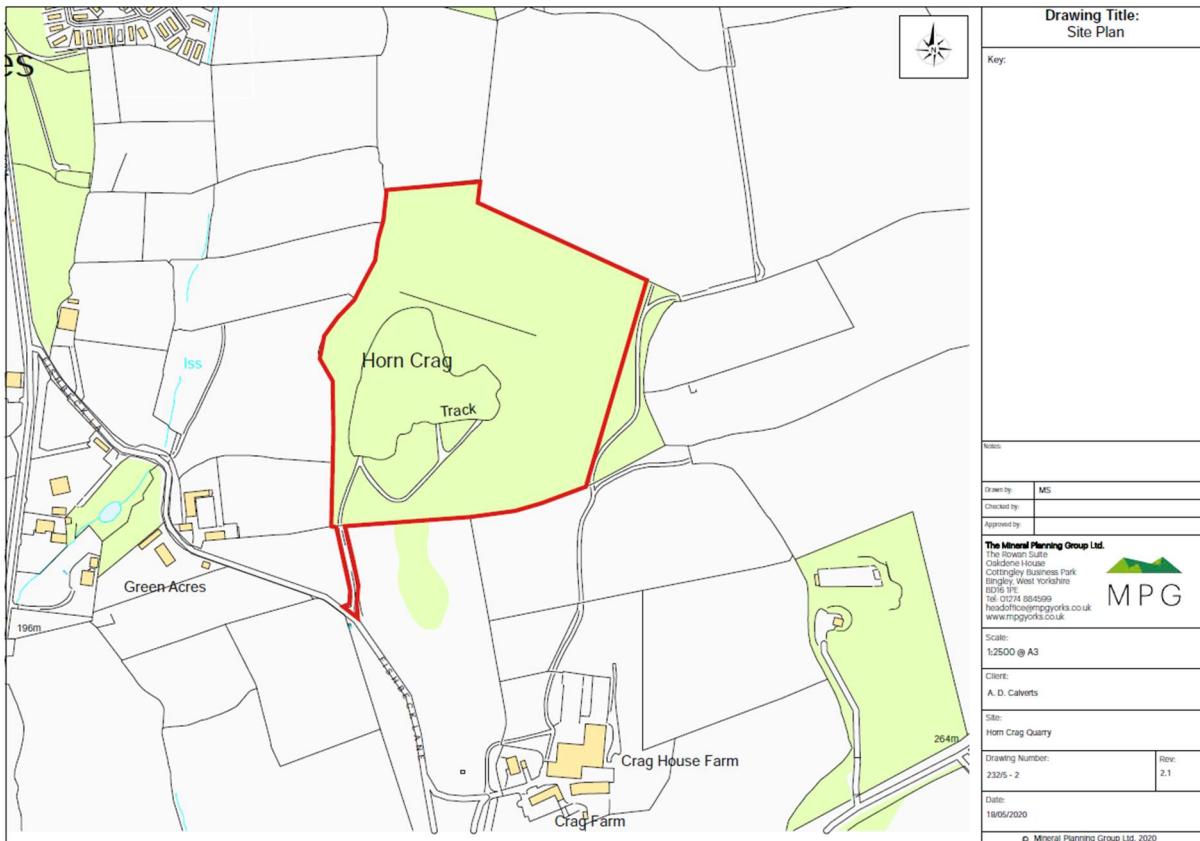 es
N
Iss
FISHBECK LA
Horn Crag
Track
Green Acres
196m
FISHBECK LANE
264m
Crag House Farm
Crag Farm
Drawing Title:
Site Plan
Key:
Notes:
Drawn by: MS
Checked by:
Approved by:
The Mineral Planning Group Ltd.
The Rowan Suite
Oakdene House
Cottingley Business Park
Bingley, West Yorkshire
BD16 1PE
Tel: 01274 884599
headoffice@mpgyorks.co.uk
www.mpgyorks.co.uk
MPG
Scale:
1:2500 @ A3
Client:
A. D. Calverts
Site:
Horn Crag Quarry
Drawing Number: Rev:
232/5 - 2 2.1
Date:
18/05/2020
© Mineral Planning Group Ltd, 2020